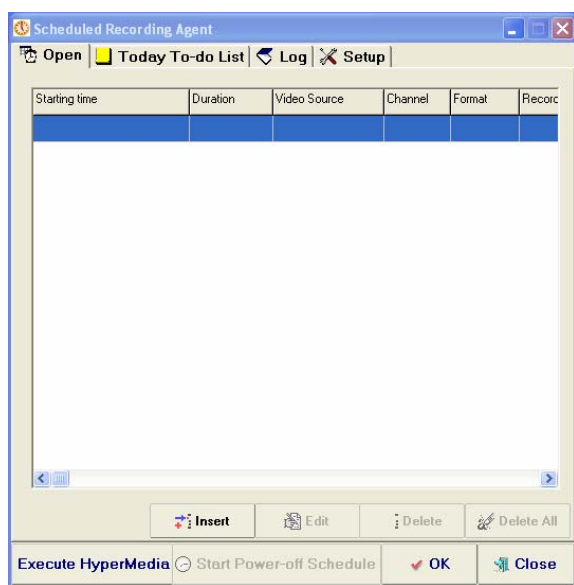 Scheduled Recording Agent
Open Today To-do List Log Setup
Starting time Duration Video Source Channel Format Record
Insert Edit Delete Delete All
Execute HyperMedia Start Power-off Schedule OK Close